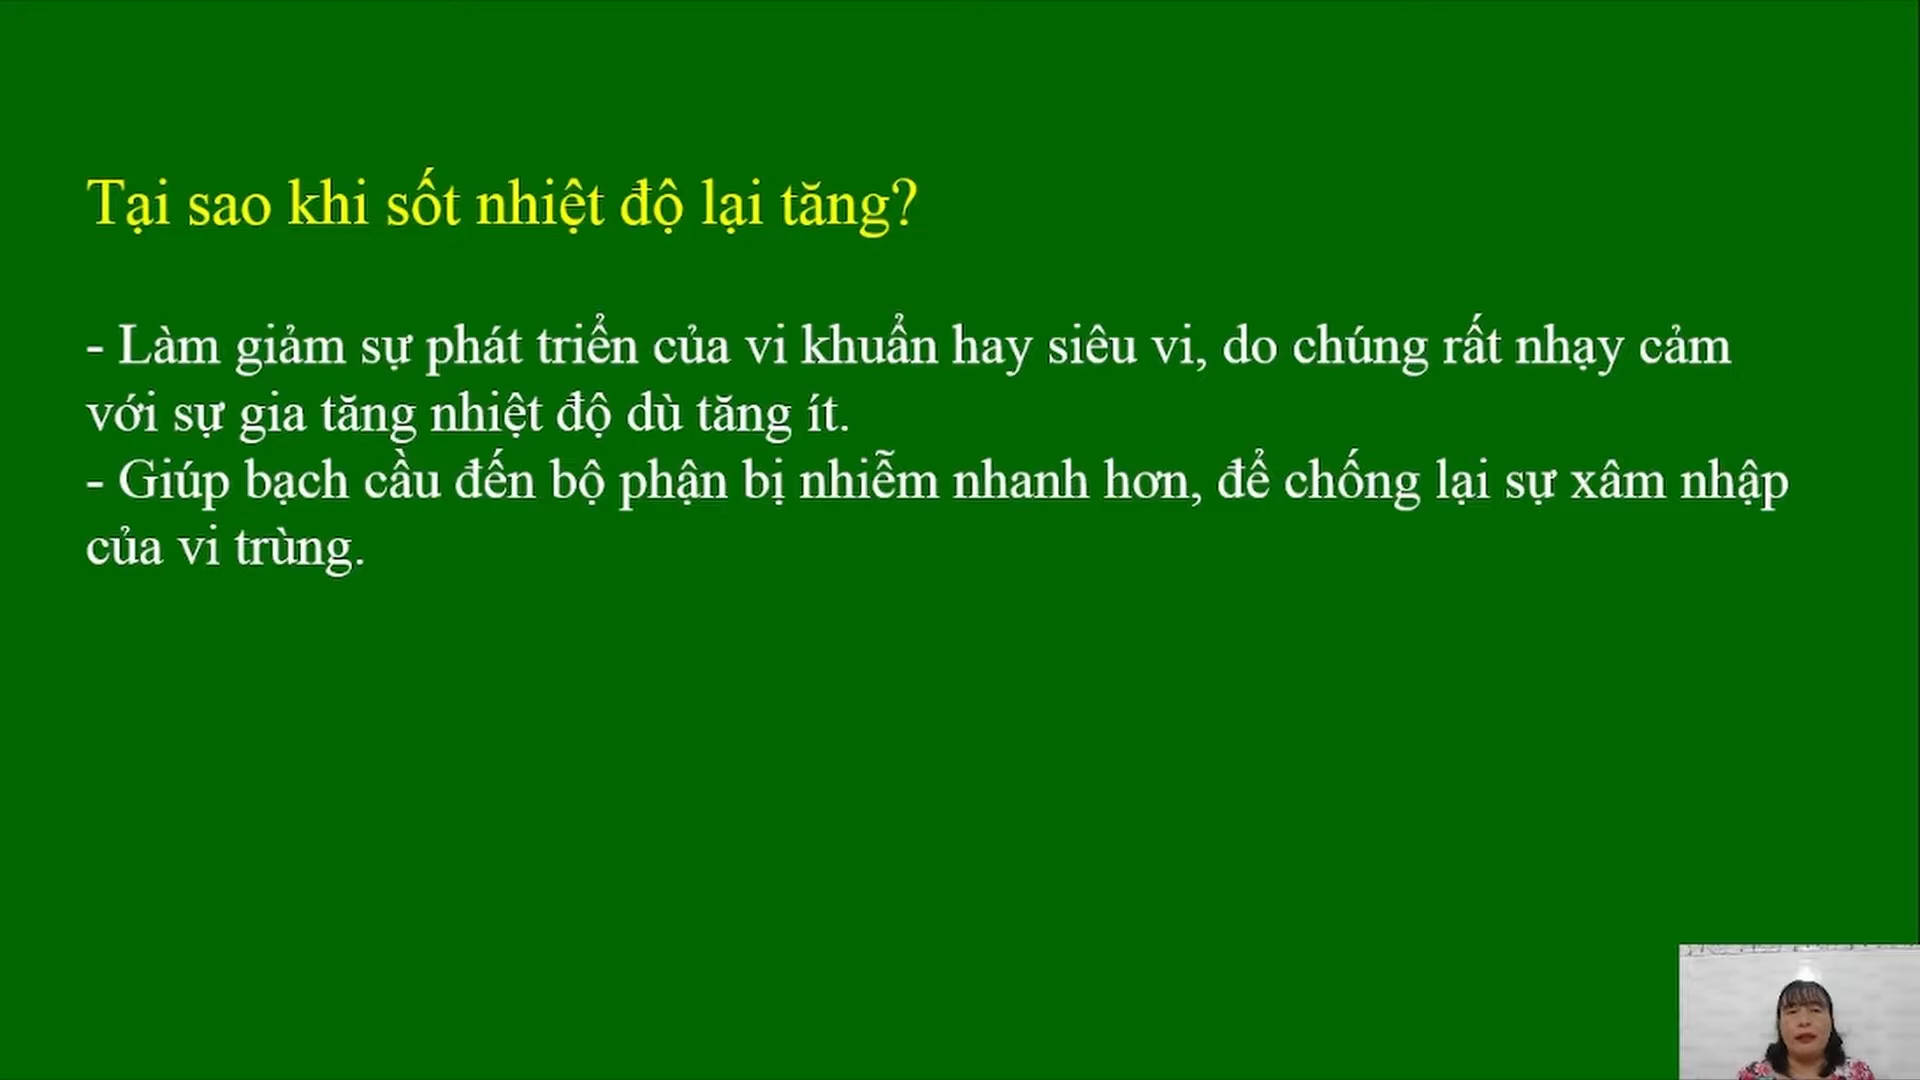 Tại sao khi sốt nhiệt độ lại tăng?
- Làm giảm sự phát triển của vi khuẩn hay siêu vi, do chúng rất nhạy cảm
với sự gia tăng nhiệt độ dù tăng ít.
- Giúp bạch cầu đến bộ phận bị nhiễm nhanh hơn, để chống lại sự xâm nhập
của vi trùng.